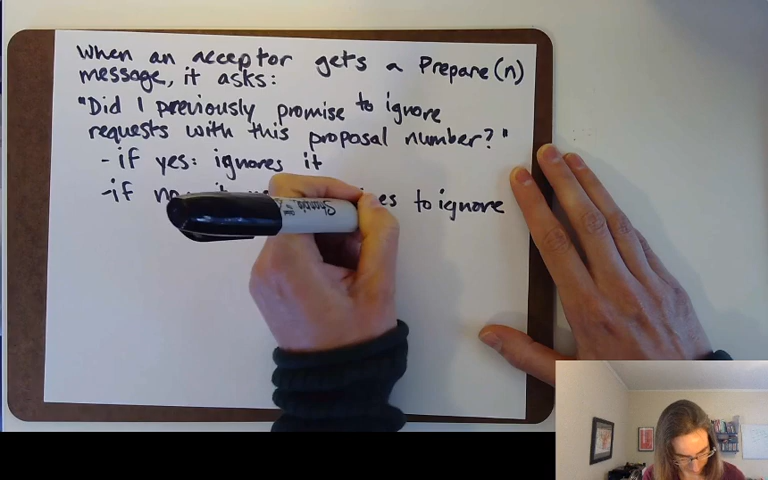 When an acceptor gets a Prepare(n)
message, it asks:
"Did I previously promise to ignore
requests with this proposal number?"
- if yes: ignores it
-if to ignore
Sharpie